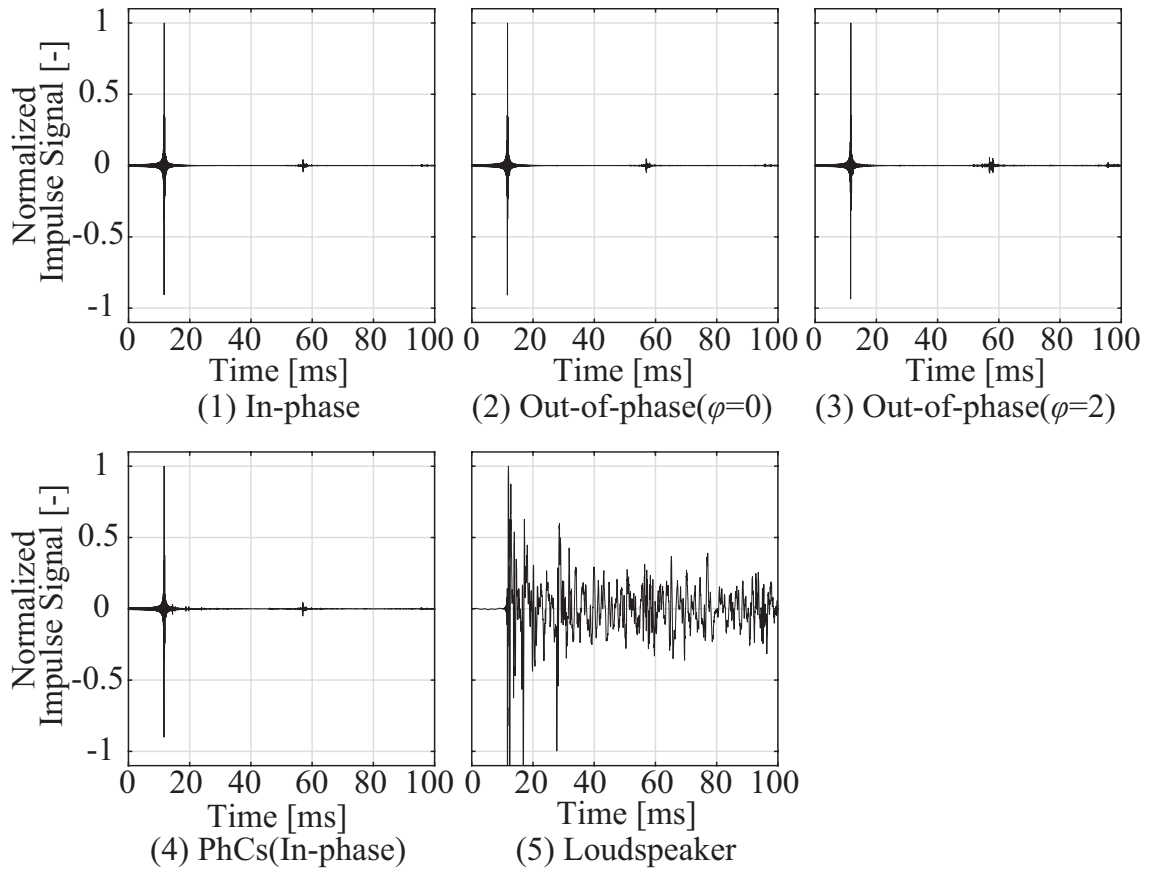 Normalized
Impulse Signal [-]
1
0.5
0
-0.5
-1
0 20 40 60 80 100
Time [ms]
(1) In-phase
0 20 40 60 80 100
Time [ms]
(2) Out-of-phase(φ=0)
0 20 40 60 80 100
Time [ms]
(3) Out-of-phase(φ=2)
Normalized
Impulse Signal [-]
1
0.5
0
-0.5
-1
0 20 40 60 80 100
Time [ms]
(4) PhCs(In-phase)
0 20 40 60 80 100
Time [ms]
(5) Loudspeaker